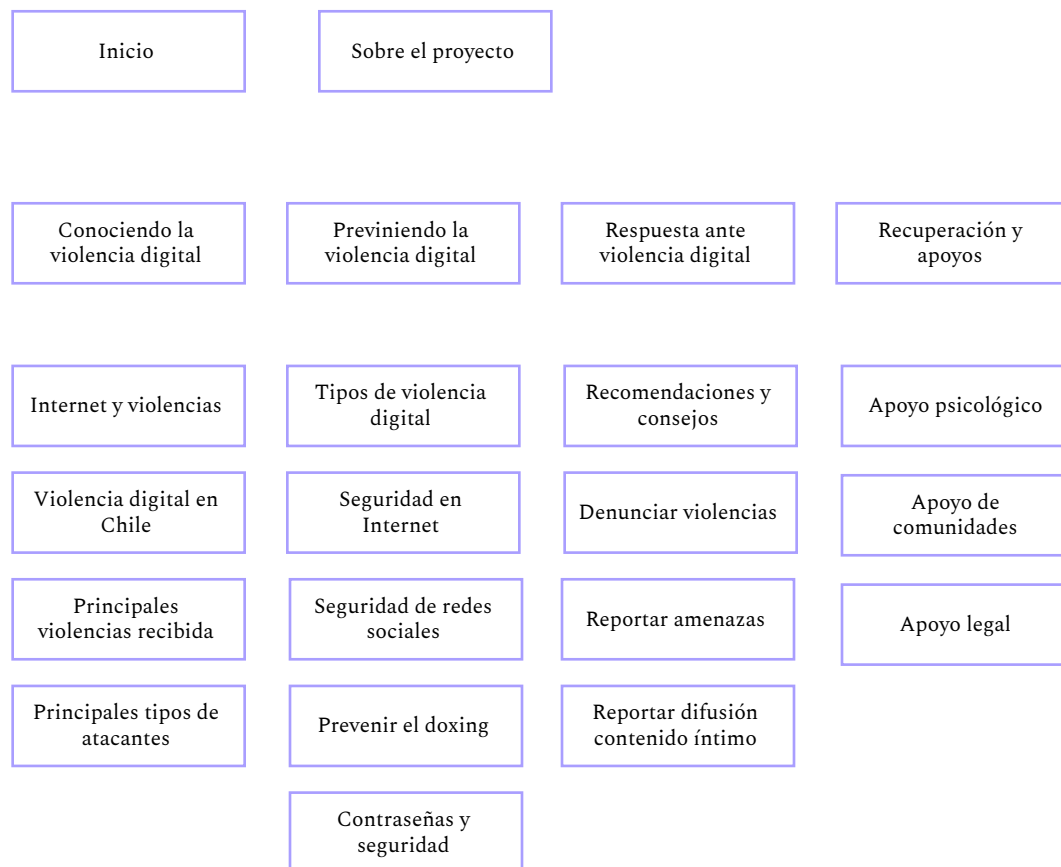 Inicio
Sobre el proyecto
Conociendo la
violencia digital
Previniendo la
violencia digital
Respuesta ante
violencia digital
Recuperación y
apoyos
Internet y violencias
Tipos de violencia
digital
Recomendaciones y
consejos
Apoyo psicológico
Violencia digital en
Chile
Seguridad en
Internet
Denunciar violencias
Apoyo de
comunidades
Principales
violencias recibida
Seguridad de redes
sociales
Reportar amenazas
Apoyo legal
Principales tipos de
atacantes
Prevenir el doxing
Reportar difusión
contenido íntimo
Contraseñas y
seguridad